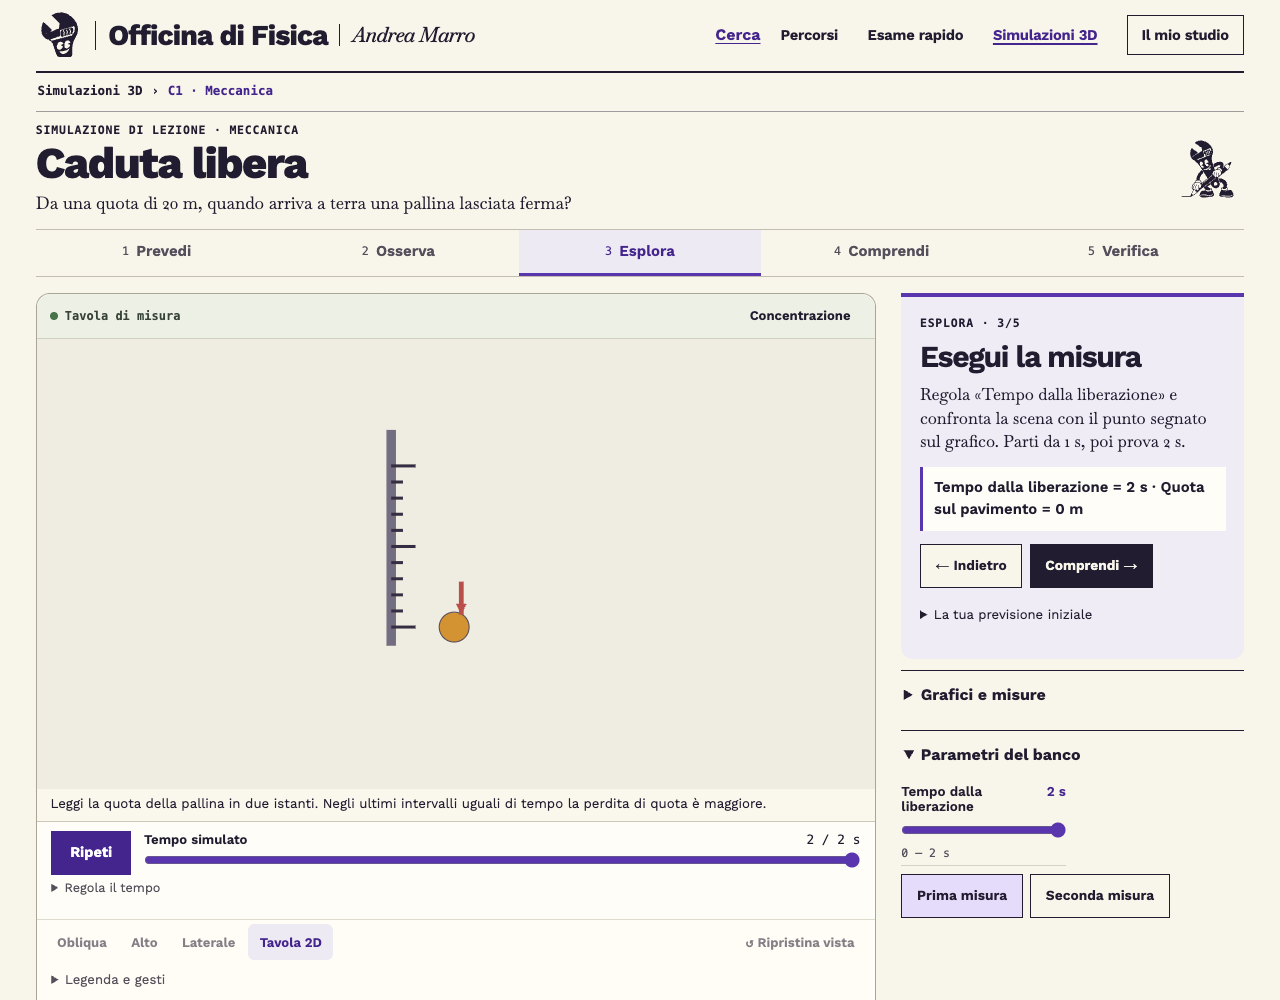 Officina di Fisica
Andrea Marro
Cerca
Percorsi
Esame rapido
Simulazioni 3D
Il mio studio
Simulazioni 3D › C1 · Meccanica
SIMULAZIONE DI LEZIONE · MECCANICA
Caduta libera
Da una quota di 20 m, quando arriva a terra una pallina lasciata ferma?
1 Prevedi
2 Osserva
3 Esplora
4 Comprendi
5 Verifica
Tavola di misura
Concentrazione
Leggi la quota della pallina in due istanti. Negli ultimi intervalli uguali di tempo la perdita di quota è maggiore.
Ripeti
Tempo simulato
2 / 2 s
Regola il tempo
Obliqua
Alto
Laterale
Tavola 2D
↺ Ripristina vista
Legenda e gesti
ESPLORA · 3/5
Esegui la misura
Regola «Tempo dalla liberazione» e
confronta la scena con il punto segnato
sul grafico. Parti da 1 s, poi prova 2 s.
Tempo dalla liberazione = 2 s · Quota
sul pavimento = 0 m
← Indietro
Comprendi →
La tua previsione iniziale
Grafici e misure
Parametri del banco
Tempo dalla
liberazione
2 s
0 — 2 s
Prima misura
Seconda misura